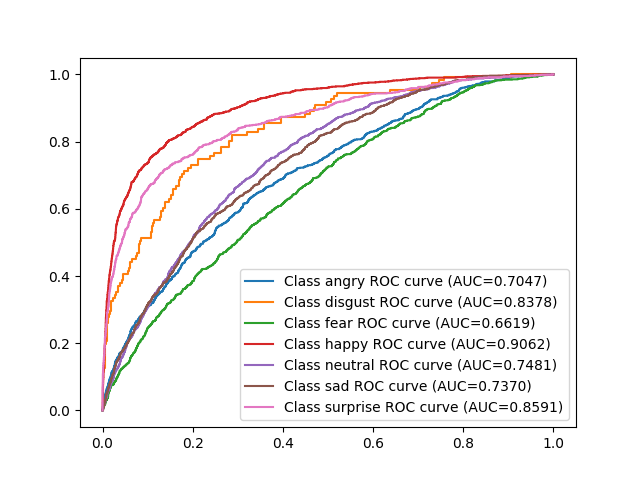 1.0
0.8
0.6
0.4
0.2
0.0
0.0 0.2 0.4 0.6 0.8 1.0
Class angry ROC curve (AUC=0.7047)
Class disgust ROC curve (AUC=0.8378)
Class fear ROC curve (AUC=0.6619)
Class happy ROC curve (AUC=0.9062)
Class neutral ROC curve (AUC=0.7481)
Class sad ROC curve (AUC=0.7370)
Class surprise ROC curve (AUC=0.8591)